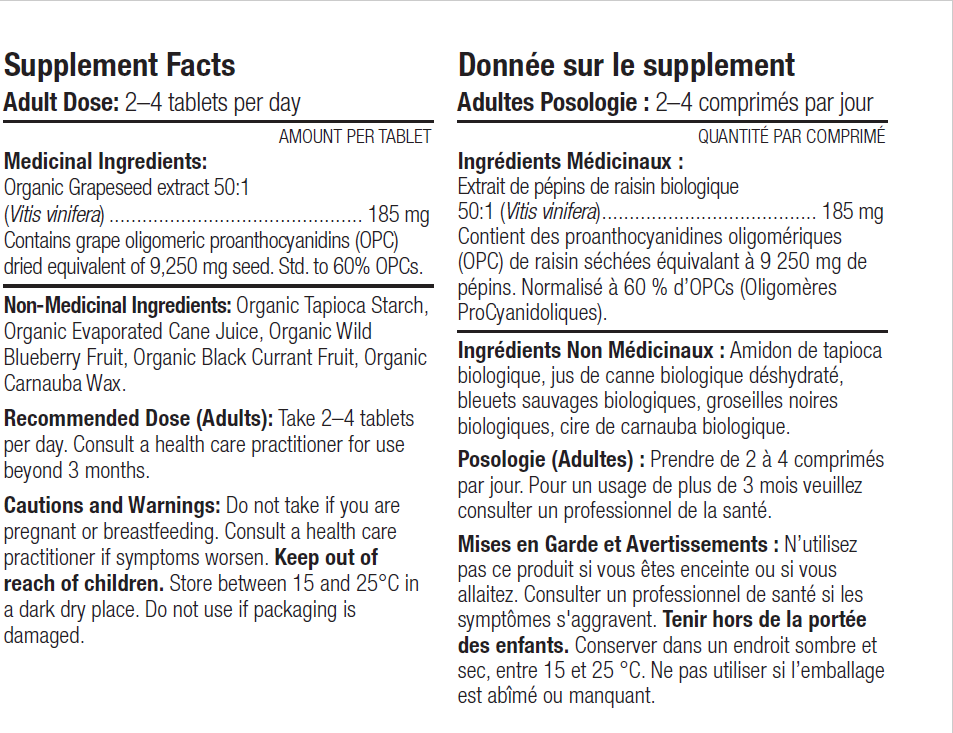 Supplement Facts
Adult Dose: 2–4 tablets per day
AMOUNT PER TABLET
Medicinal Ingredients:
Organic Grapeseed extract 50:1
(Vitis vinifera) ........................................... 185 mg
Contains grape oligomeric proanthocyanidins (OPC)
dried equivalent of 9,250 mg seed. Std. to 60% OPCs.
Non-Medicinal Ingredients: Organic Tapioca Starch,
Organic Evaporated Cane Juice, Organic Wild
Blueberry Fruit, Organic Black Currant Fruit, Organic
Carnauba Wax.
Recommended Dose (Adults): Take 2–4 tablets
per day. Consult a health care practitioner for use
beyond 3 months.
Cautions and Warnings: Do not take if you are
pregnant or breastfeeding. Consult a health care
practitioner if symptoms worsen. Keep out of
reach of children. Store between 15 and 25°C in
a dark dry place. Do not use if packaging is
damaged.
Donnée sur le supplement
Adultes Posologie : 2–4 comprimés par jour
QUANTITÉ PAR COMPRIMÉ
Ingrédients Médicinaux :
Extrait de pépins de raisin biologique
50:1 (Vitis vinifera)..................................... 185 mg
Contient des proanthocyanidines oligomériques
(OPC) de raisin séchées équivalant à 9 250 mg de
pépins. Normalisé à 60 % d’OPCs (Oligomères
ProCyanidoliques).
Ingrédients Non Médicinaux : Amidon de tapioca
biologique, jus de canne biologique déshydraté,
bleuets sauvages biologiques, groseilles noires
biologiques, cire de carnauba biologique.
Posologie (Adultes) : Prendre de 2 à 4 comprimés
par jour. Pour un usage de plus de 3 mois veuillez
consulter un professionnel de la santé.
Mises en Garde et Avertissements : N’utilisez
pas ce produit si vous êtes enceinte ou si vous
allaitez. Consulter un professionnel de santé si les
symptômes s'aggravent. Tenir hors de la portée
des enfants. Conserver dans un endroit sombre et
sec, entre 15 et 25 °C. Ne pas utiliser si l’emballage
est abîmé ou manquant.